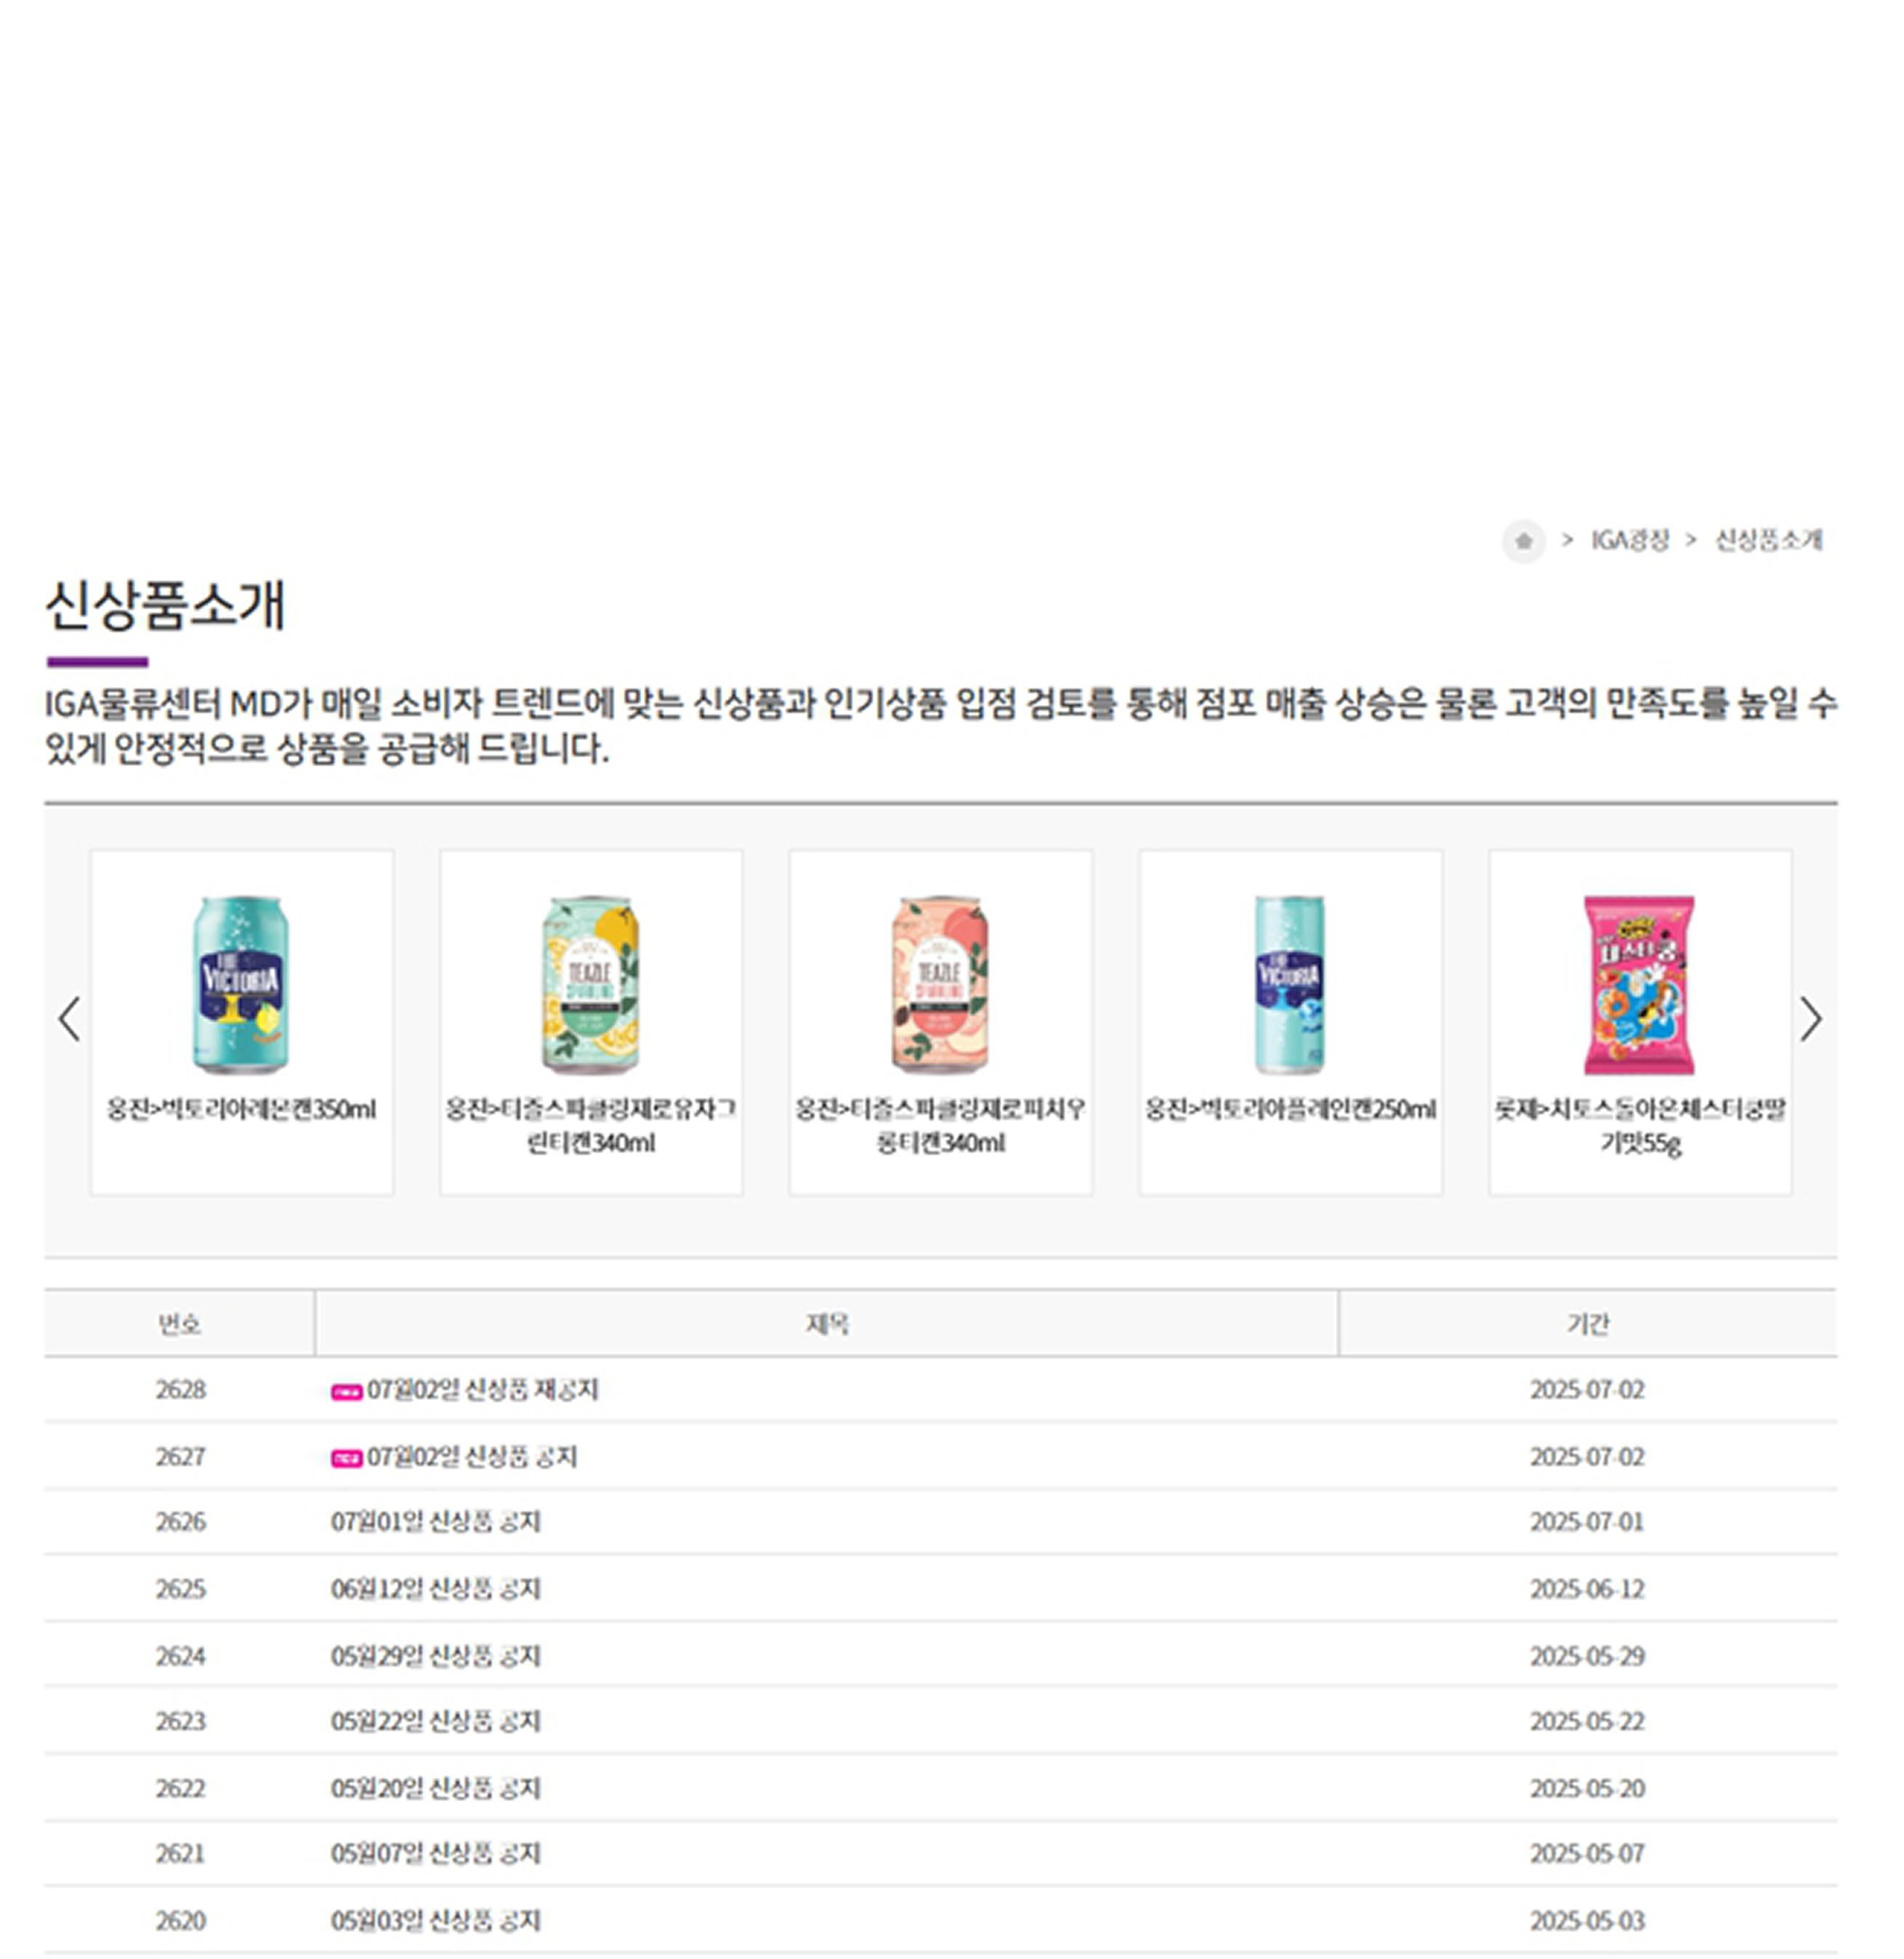 > IGA광장 > 신상품소개
신상품소개
IGA물류센터 MD가 매일 소비자 트렌드에 맞는 신상품과 인기상품 입점 검토를 통해 점포 매출 상승은 물론 고객의 만족도를 높일 수
있게 안정적으로 상품을 공급해 드립니다.
VICTORIA
TEAZLE
SPARKLING
TEAZLE
SPARKLING
VICTORIA
체스터쿵
웅진>빅토리아레몬캔350ml
웅진>티즐스파클링제로유자그
린티캔340ml
웅진>티즐스파클링제로피치우
롱티캔340ml
웅진>빅토리아플레인캔250ml
롯제>치토스돌아온체스터쿵딸
기맛55g
번호 제목 기간
2628 new 07월02일 신상품 재공지 2025-07-02
2627 new 07월02일 신상품 공지 2025-07-02
2626 07월01일 신상품 공지 2025-07-01
2625 06월12일 신상품 공지 2025-06-12
2624 05월29일 신상품 공지 2025-05-29
2623 05월22일 신상품 공지 2025-05-22
2622 05월20일 신상품 공지 2025-05-20
2621 05월07일 신상품 공지 2025-05-07
2620 05월03일 신상품 공지 2025-05-03